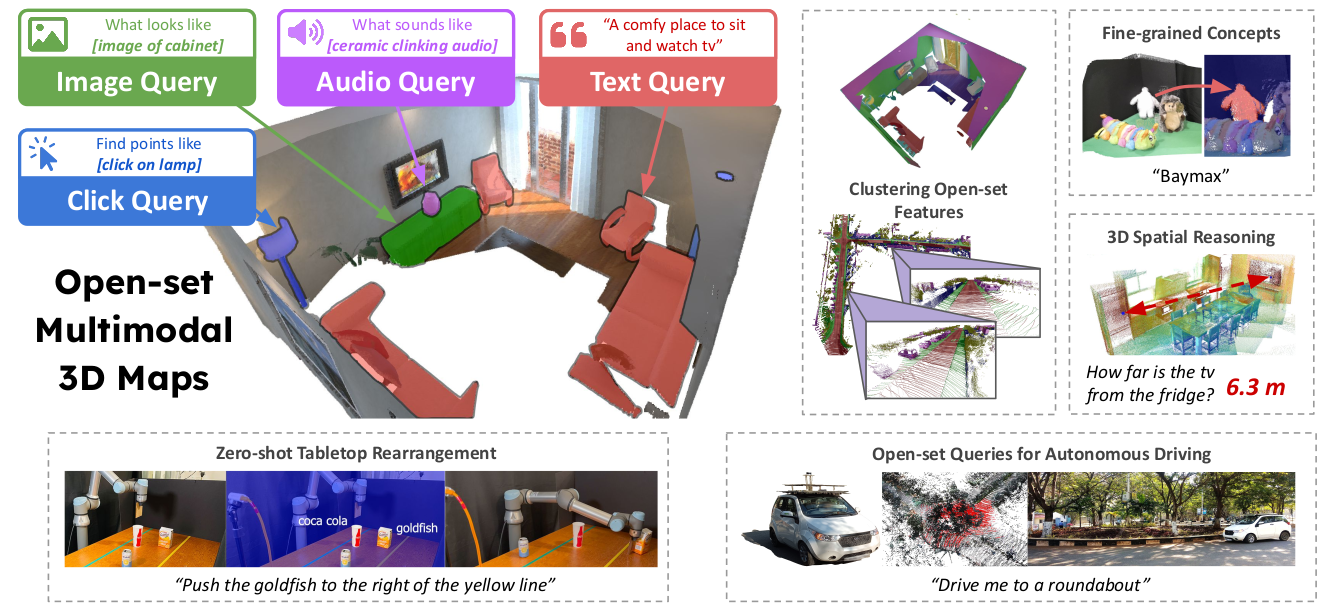 What looks like
[image of cabinet]
Image Query
What sounds like
[ceramic clinking audio]
Audio Query
“A comfy place to sit
and watch tv”
Text Query
Find points like
[click on lamp]
Click Query
Open-set
Multimodal
3D Maps
Clustering Open-set
Features
Fine-grained Concepts
“Baymax”
3D Spatial Reasoning
How far is the tv
from the fridge?
6.3 m
Zero-shot Tabletop Rearrangement
coca cola
goldfish
“Push the goldfish to the right of the yellow line”
Open-set Queries for Autonomous Driving
“Drive me to a roundabout”